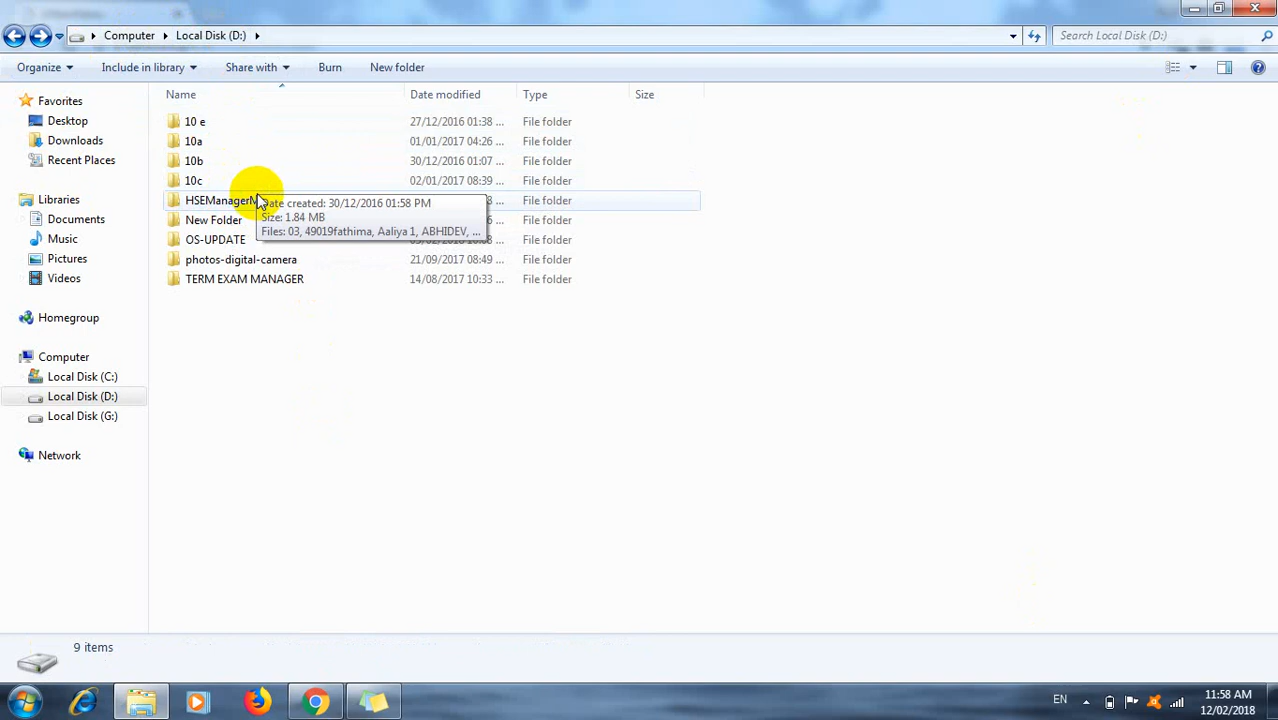 Computer
Local Disk (D:)
Search Local Disk (D:)
Organize
Include in library
Share with
Burn
New folder
Favorites
Desktop
Downloads
Recent Places
Libraries
Documents
Music
Pictures
Videos
Homegroup
Computer
Local Disk (C:)
Local Disk (D:)
Local Disk (G:)
Network
Name Date modified Type Size
10 e 27/12/2016 01:38 ... File folder
10a 01/01/2017 04:26 ... File folder
10b 30/12/2016 01:07 ... File folder
10c 02/01/2017 08:39 ... File folder
File folder
Date created: 30/12/2016 01:58 PM
Size: 1.84 MB
Files: 03, 49019fathima, Aaliya 1, ABHIDEV, ...
New Folder File folder
OS-UPDATE File folder
photos-digital-camera 21/09/2017 08:49 ... File folder
TERM EXAM MANAGER 14/08/2017 10:33 ... File folder
9 items
EN
11:58 AM
12/02/2018